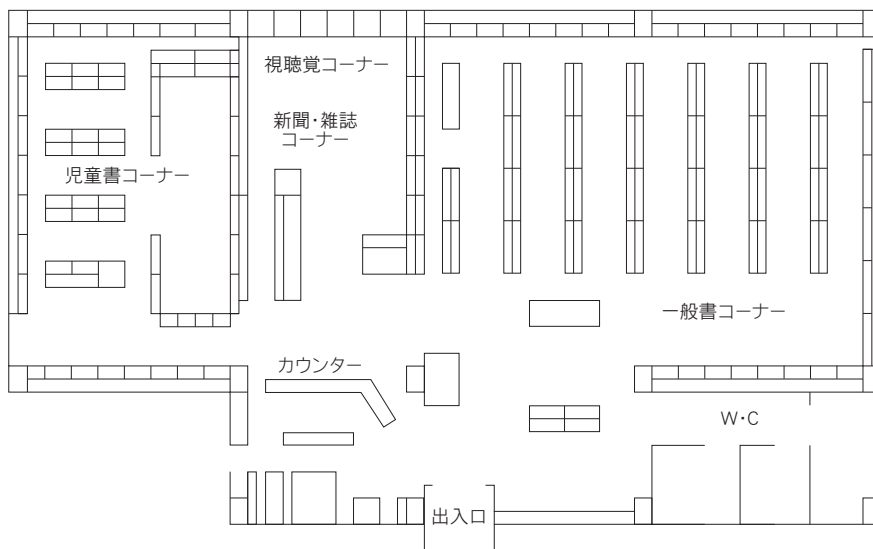 視聴覚コーナー
新聞・雑誌
コーナー
児童書コーナー
一般書コーナー
カウンター
W・C
出入口